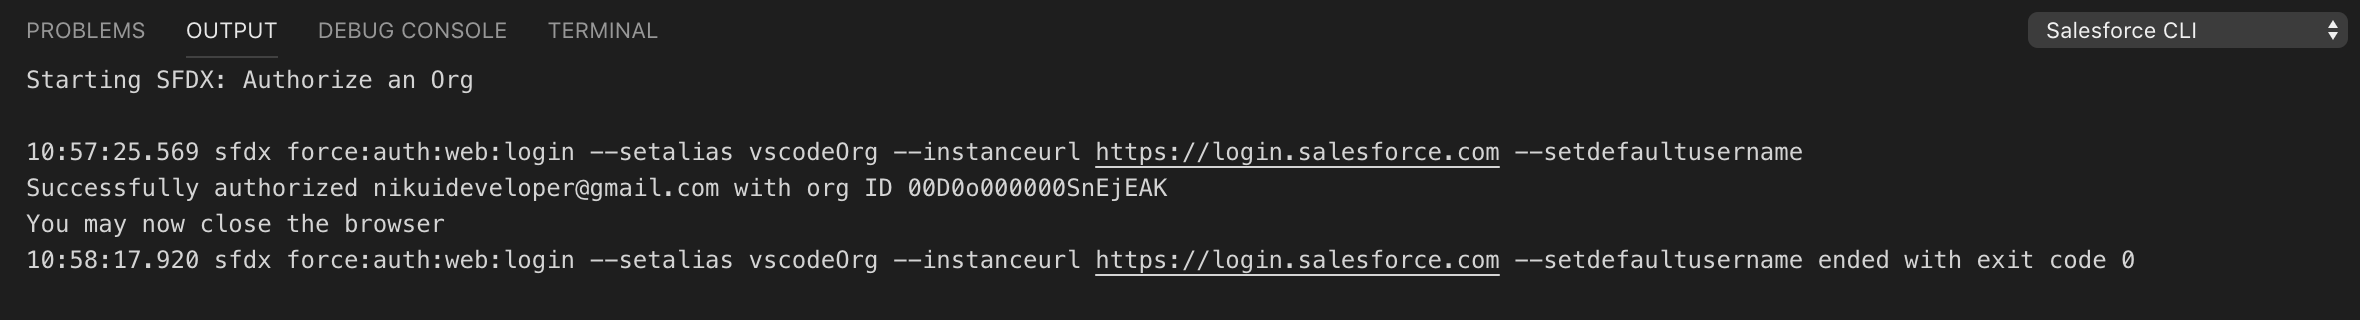 PROBLEMS OUTPUT DEBUG CONSOLE TERMINAL Salesforce CLI
Starting SFDX: Authorize an Org
10:57:25.569 sfdx force:auth:web:login --setalias vscodeOrg --instanceurl https://login.salesforce.com --setdefaultusername
Successfully authorized nikuideveloper@gmail.com with org ID 00D0o000000SnEjEAK
You may now close the browser
10:58:17.920 sfdx force:auth:web:login --setalias vscodeOrg --instanceurl https://login.salesforce.com --setdefaultusername ended with exit code 0